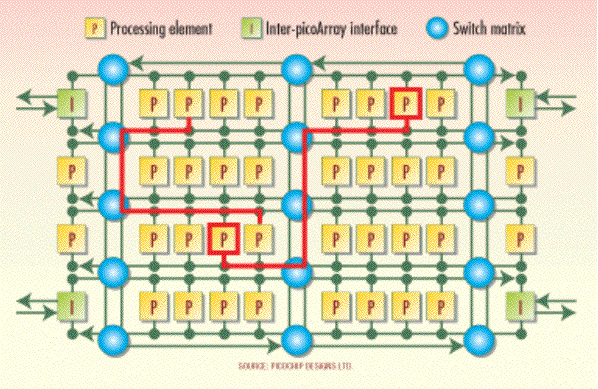 P Processing element I Inter-picoArray interface Switch matrix
I P P P P P P P P I
P P P P P P P P P P
P P P P P P P P P P
I P P P P P P P P I
SOURCE: PICOCHIP DESIGNS LTD.